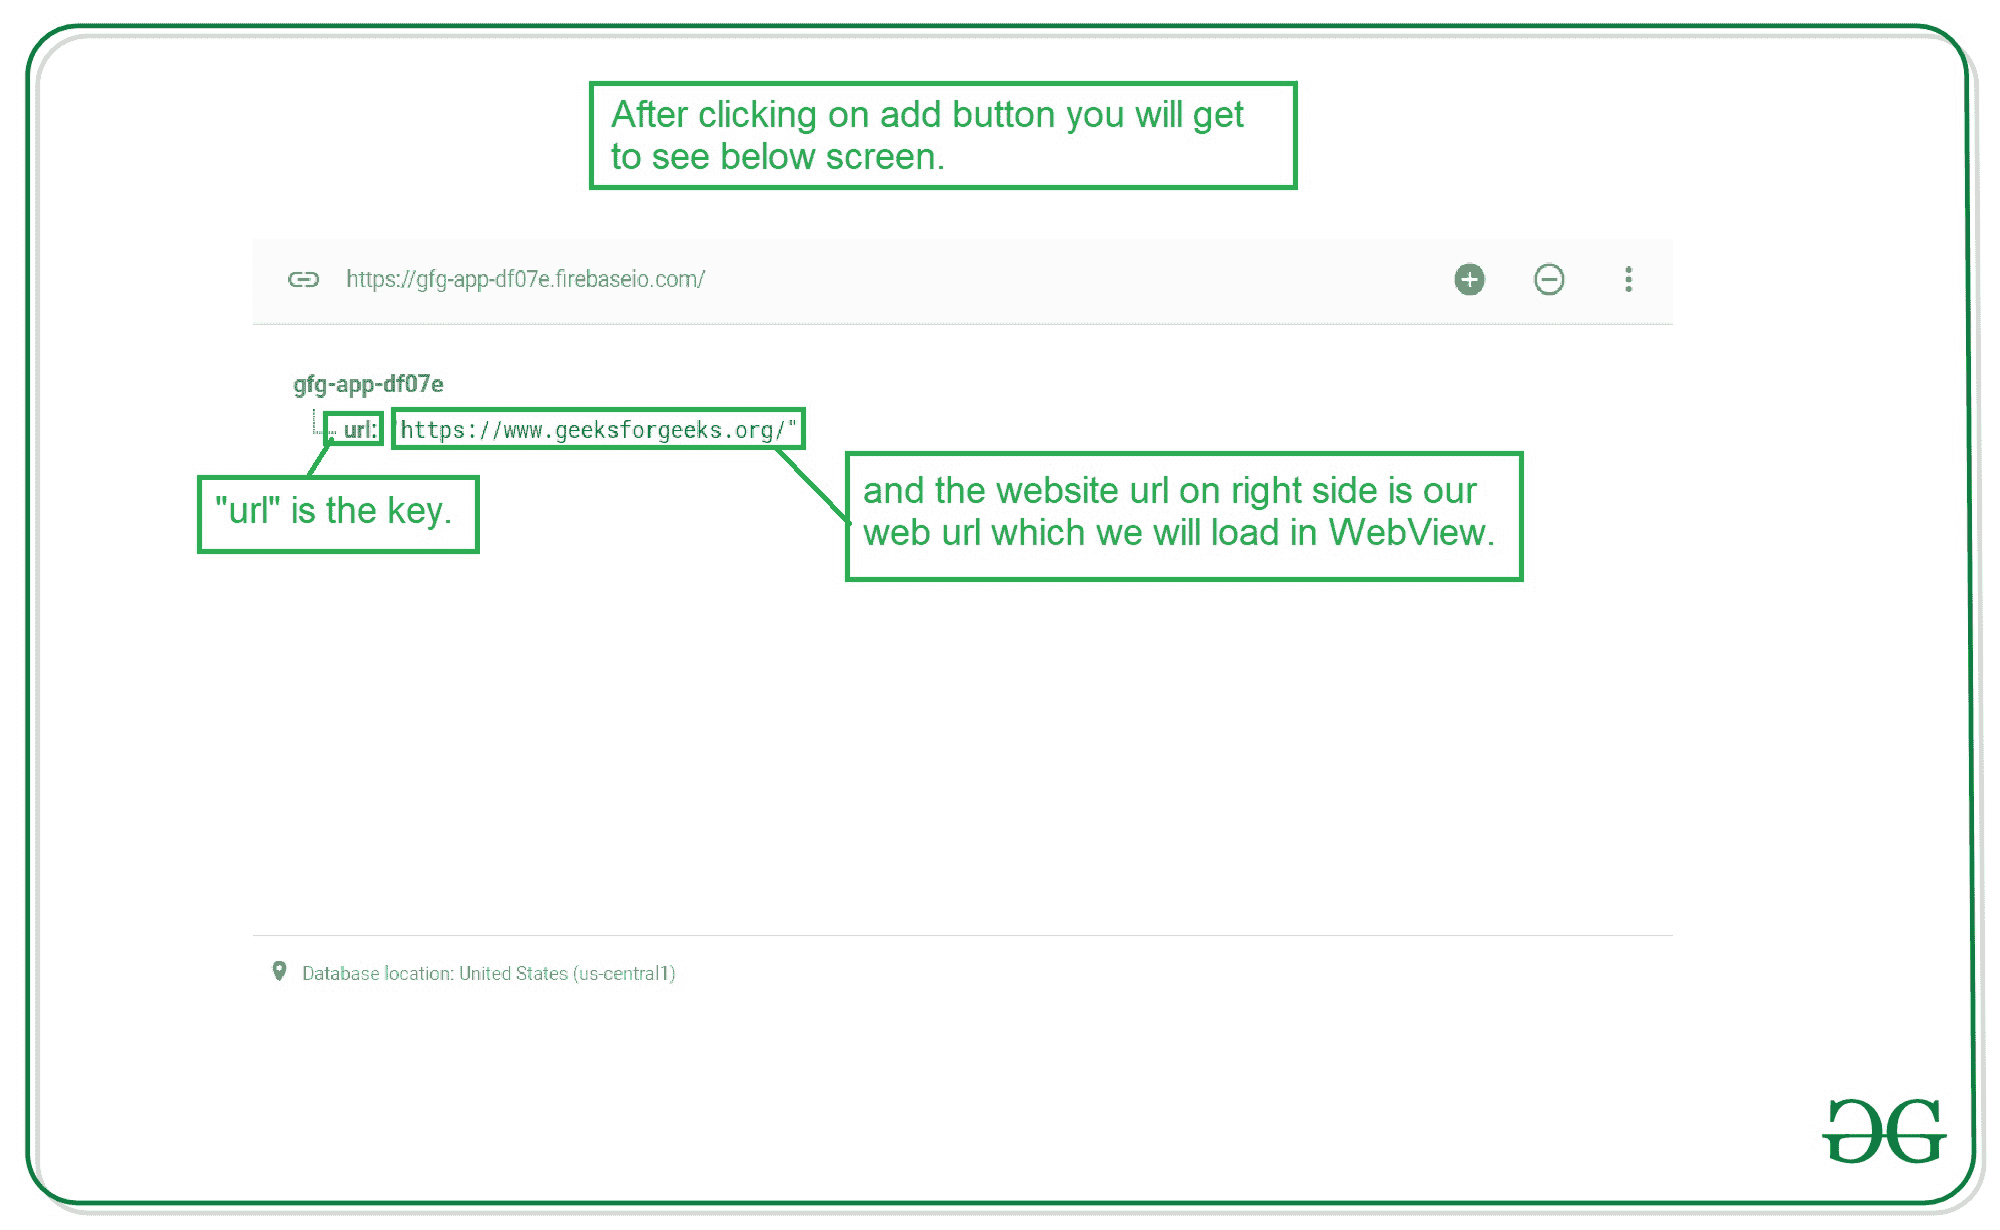 After clicking on add button you will get
to see below screen.
https://gfg-app-df07e.firebaseio.com/
gfg-app-df07e
url: "https://www.geeksforgeeks.org/"
"url" is the key.
and the website url on right side is our
web url which we will load in WebView.
Database location: United States (us-central1)